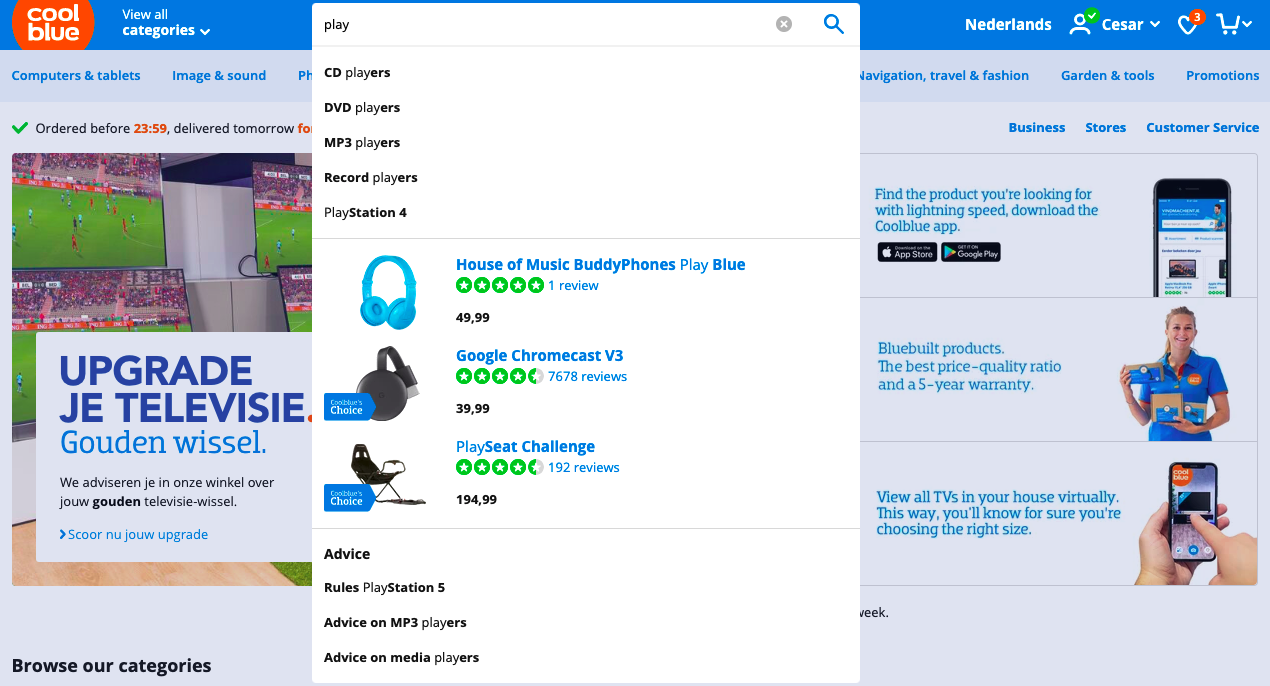 cool
blue
View all
categories
play
Nederlands
Cesar
3
Computers & tablets
Image & sound
Ph
Navigation, travel & fashion
Garden & tools
Promotions
Ordered before 23:59, delivered tomorrow fo
Business
Stores
Customer Service
CD players
DVD players
MP3 players
Record players
PlayStation 4
House of Music BuddyPhones Play Blue
1 review
49,99
Google Chromecast V3
7678 reviews
Coolblue's
Choice
39,99
PlaySeat Challenge
192 reviews
Coolblue's
Choice
194,99
Advice
Rules PlayStation 5
Advice on MP3 players
Advice on media players
UPGRADE
JE TELEVISIE.
Gouden wissel.
We adviseren je in onze winkel over
jouw gouden televisie-wissel.
Scoor nu jouw upgrade
Find the product you're looking for
with lightning speed, download the
Coolblue app.
Download on the
App Store
GET IT ON
Google Play
Bluebuilt products.
The best price-quality ratio
and a 5-year warranty.
View all TVs in your house virtually.
This way, you'll know for sure you're
choosing the right size.
cool
blue
week.
Browse our categories